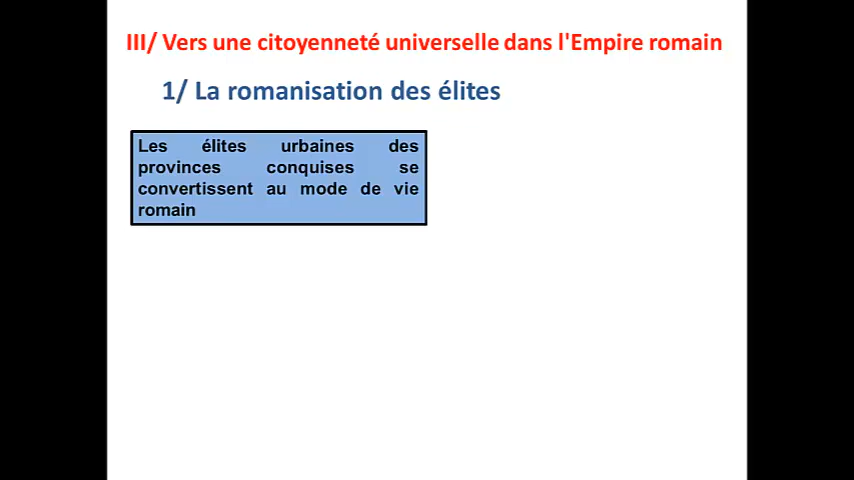 III/ Vers une citoyenneté universelle dans l'Empire romain
1/ La romanisation des élites
Les élites urbaines des
provinces conquises se
convertissent au mode de vie
romain